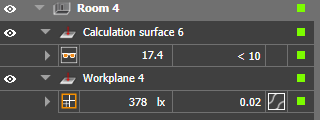 Room 4
Calculation surface 6
17.4 < 10
Workplane 4
378 lx 0.02